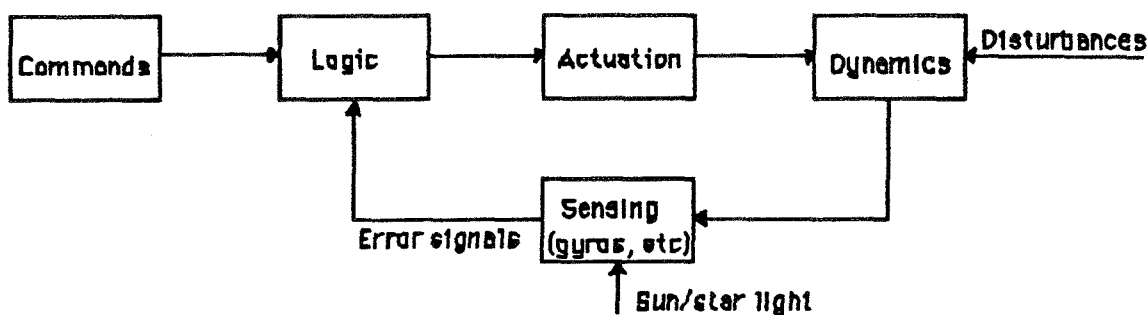 Commands
Logic
Actuation
Dynamics
Disturbances
Sensing
(gyros, etc)
Error signals
Sun/star light